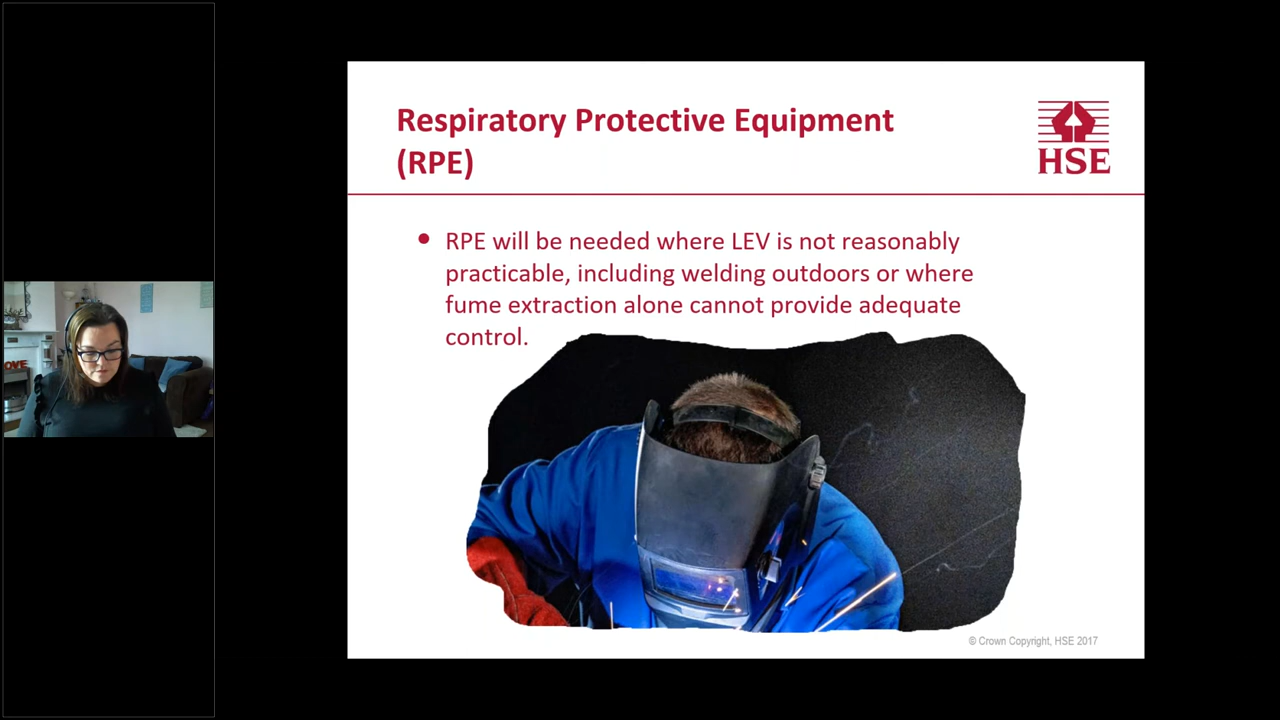 Respiratory Protective Equipment
(RPE)
HSE
RPE will be needed where LEV is not reasonably
practicable, including welding outdoors or where
fume extraction alone cannot provide adequate
control.
© Crown Copyright, HSE 2017